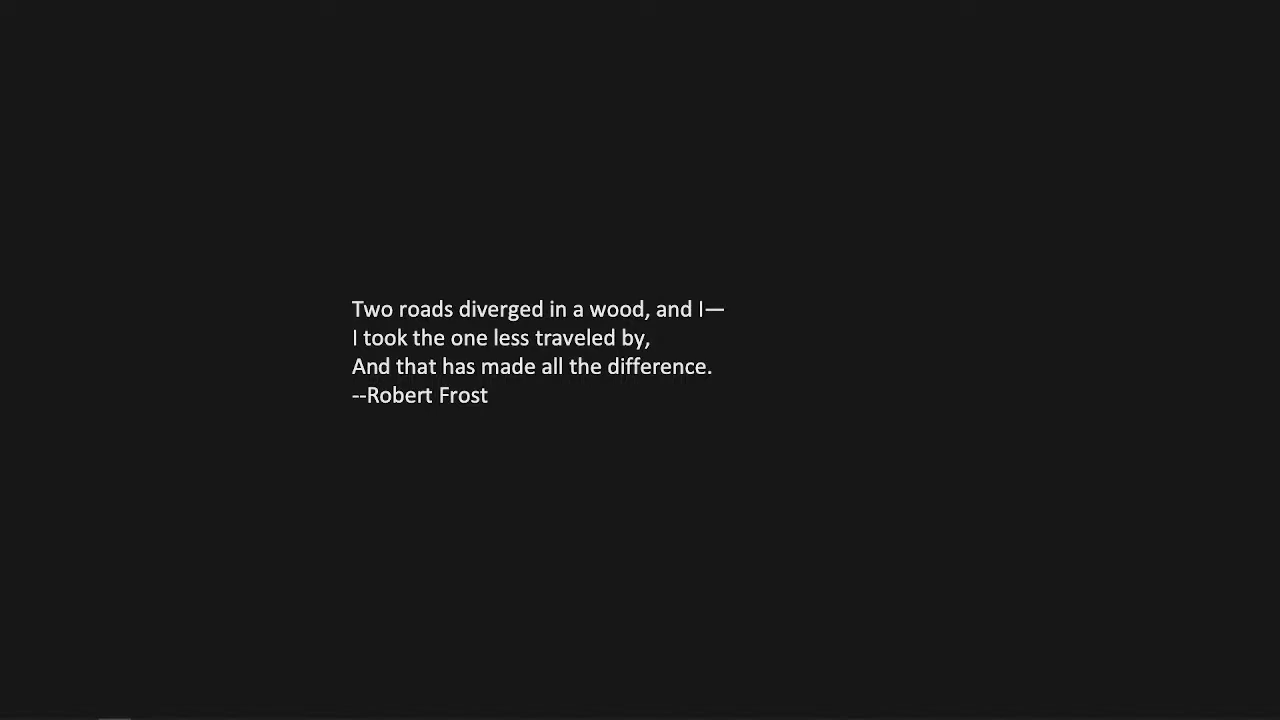 Two roads diverged in a wood, and I—
I took the one less traveled by,
And that has made all the difference.
--Robert Frost